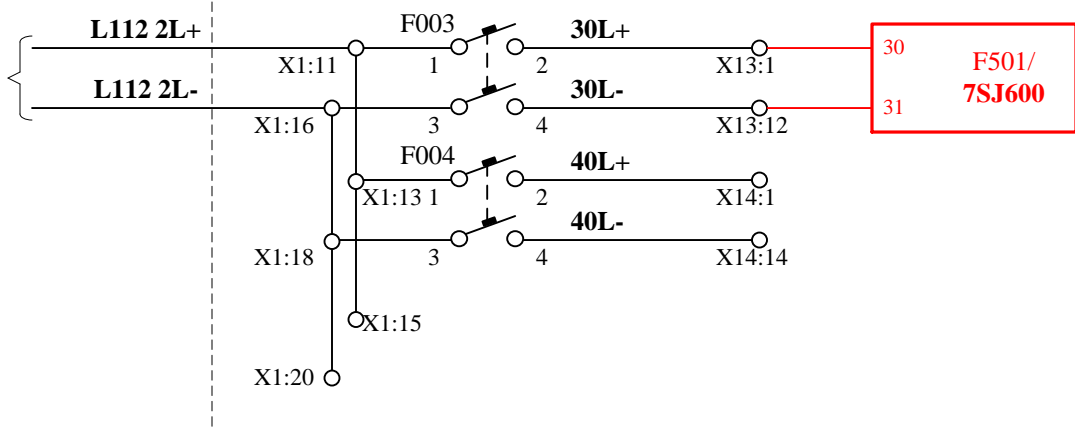 L112 2L+
F003
30L+
X1:11
1
2
X13:1
30
F501/
7SJ600
L112 2L-
30L-
31
X1:16
3
4
X13:12
F004
40L+
X1:13
1
2
X14:1
40L-
X1:18
3
4
X14:14
X1:15
X1:20